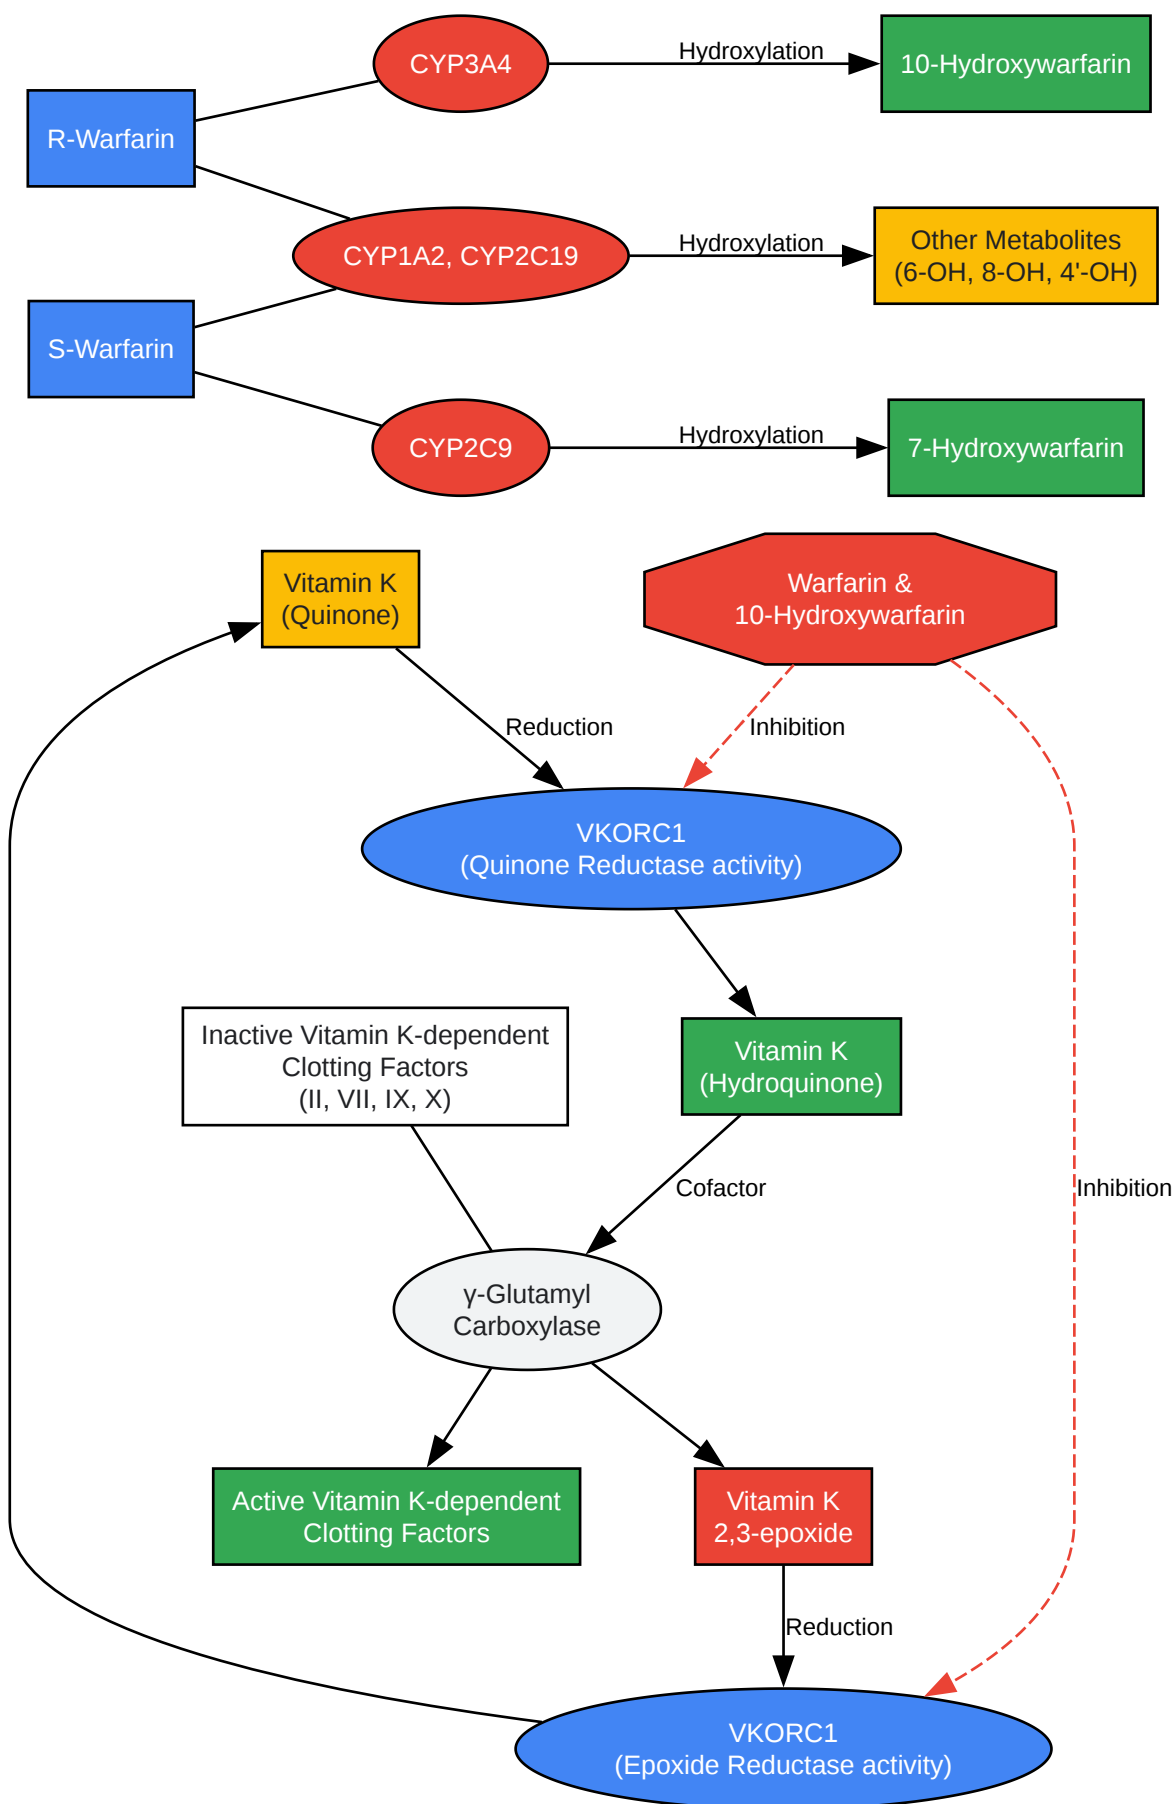 CYP3A4
Hydroxylation
10-Hydroxywarfarin
R-Warfarin
CYP1A2, CYP2C19
Hydroxylation
Other Metabolites
(6-OH, 8-OH, 4'-OH)
S-Warfarin
CYP2C9
Hydroxylation
7-Hydroxywarfarin
Vitamin K
(Quinone)
Warfarin &
10-Hydroxywarfarin
Reduction
Inhibition
VKORC1
(Quinone Reductase activity)
Inactive Vitamin K-dependent
Clotting Factors
(II, VII, IX, X)
Vitamin K
(Hydroquinone)
Cofactor
Inhibition
γ-Glutamyl
Carboxylase
Active Vitamin K-dependent
Clotting Factors
Vitamin K
2,3-epoxide
Reduction
VKORC1
(Epoxide Reductase activity)